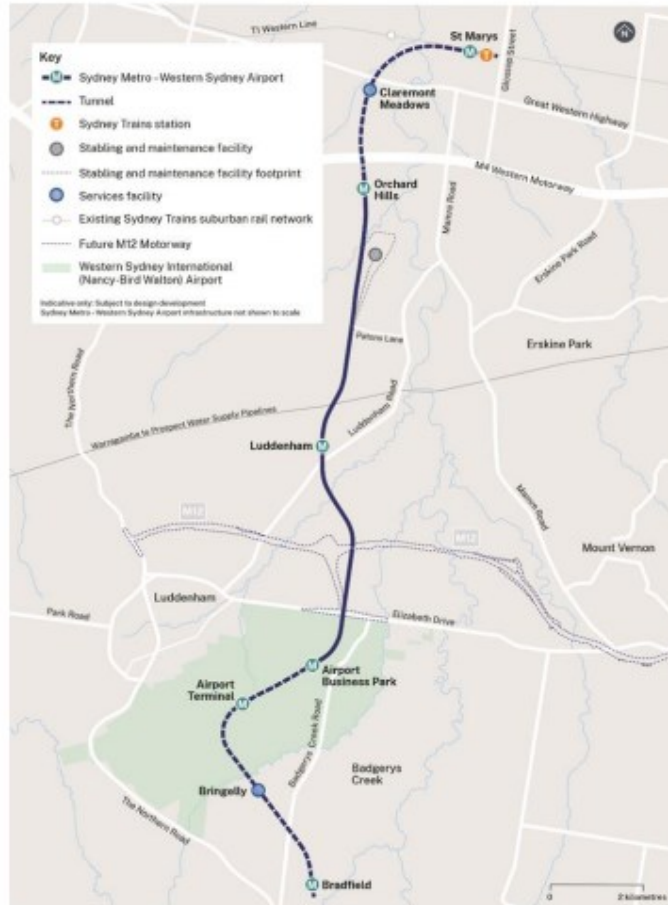 T1 Western Line
St Marys
Glossop Street
N
Key
M Sydney Metro - Western Sydney Airport
Tunnel
T Sydney Trains station
Stabling and maintenance facility
Stabling and maintenance facility footprint
Services facility
Existing Sydney Trains suburban rail network
Future M12 Motorway
Western Sydney International
(Nancy-Bird Walton) Airport
Indicative only: Subject to design development
Sydney Metro - Western Sydney Airport infrastructure not shown to scale
M
T
Claremont
Meadows
Great Western Highway
M4 Western Motorway
M
Orchard
Hills
Mamre Road
Erskine Park Road
Patons Lane
Erskine Park
The Northern Road
Warragamba to Prospect Water Supply Pipelines
Luddenham Road
Luddenham
M
Mamre Road
M12
M12
Mount Vernon
Luddenham
Park Road
Elizabeth Drive
M
Airport
Business Park
Airport
Terminal
M
Badgerys Creek Road
Badgerys
Creek
Bringelly
The Northern Road
M
Bradfield
0
2 kilometres